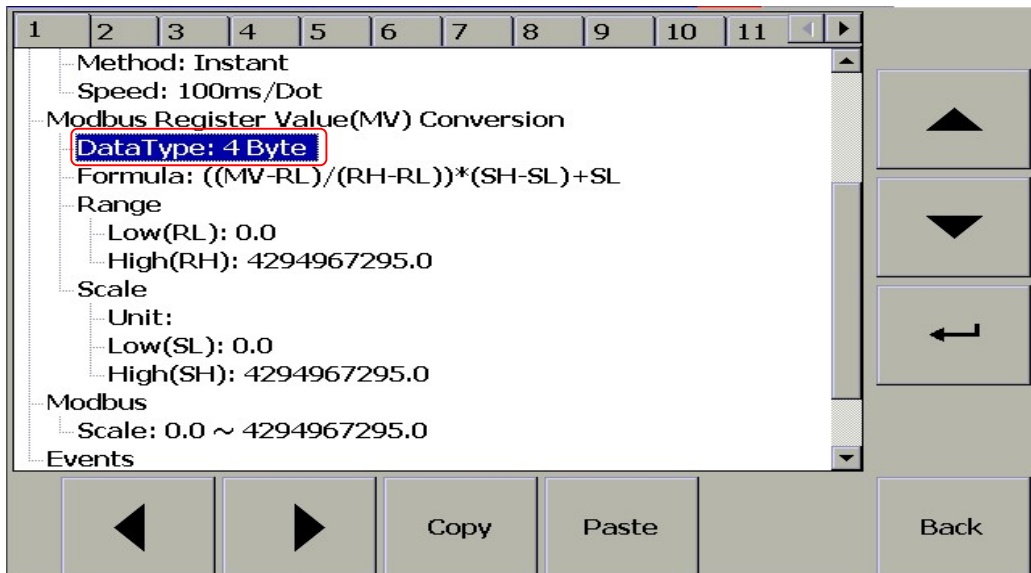 1 2 3 4 5 6 7 8 9 10 11
Method: Instant
Speed: 100ms/Dot
Modbus Register Value(MV) Conversion
DataType: 4 Byte
Formula: ((MV-RL)/(RH-RL))*(SH-SL)+SL
Range
Low(RL): 0.0
High(RH): 4294967295.0
Scale
Unit:
Low(SL): 0.0
High(SH): 4294967295.0
Modbus
Scale: 0.0 ~ 4294967295.0
Events
Copy Paste Back